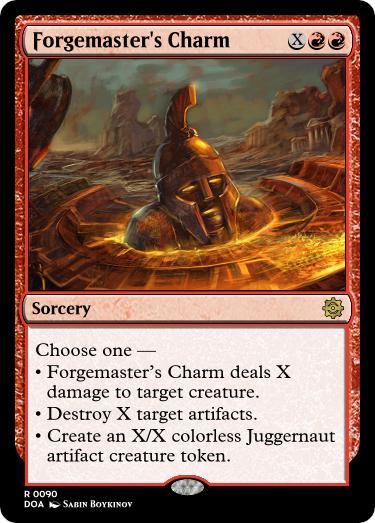 Forgemaster's Charm X
Sorcery
Choose one —
• Forgemaster's Charm deals X
damage to target creature.
• Destroy X target artifacts.
• Create an X/X colorless Juggernaut
artifact creature token.
R 0090
DOA Sabin Boykinov